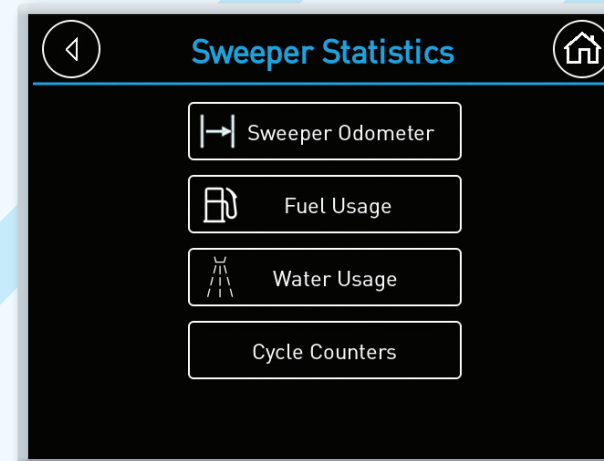 Sweeper Statistics
Sweeper Odometer
Fuel Usage
Water Usage
Cycle Counters